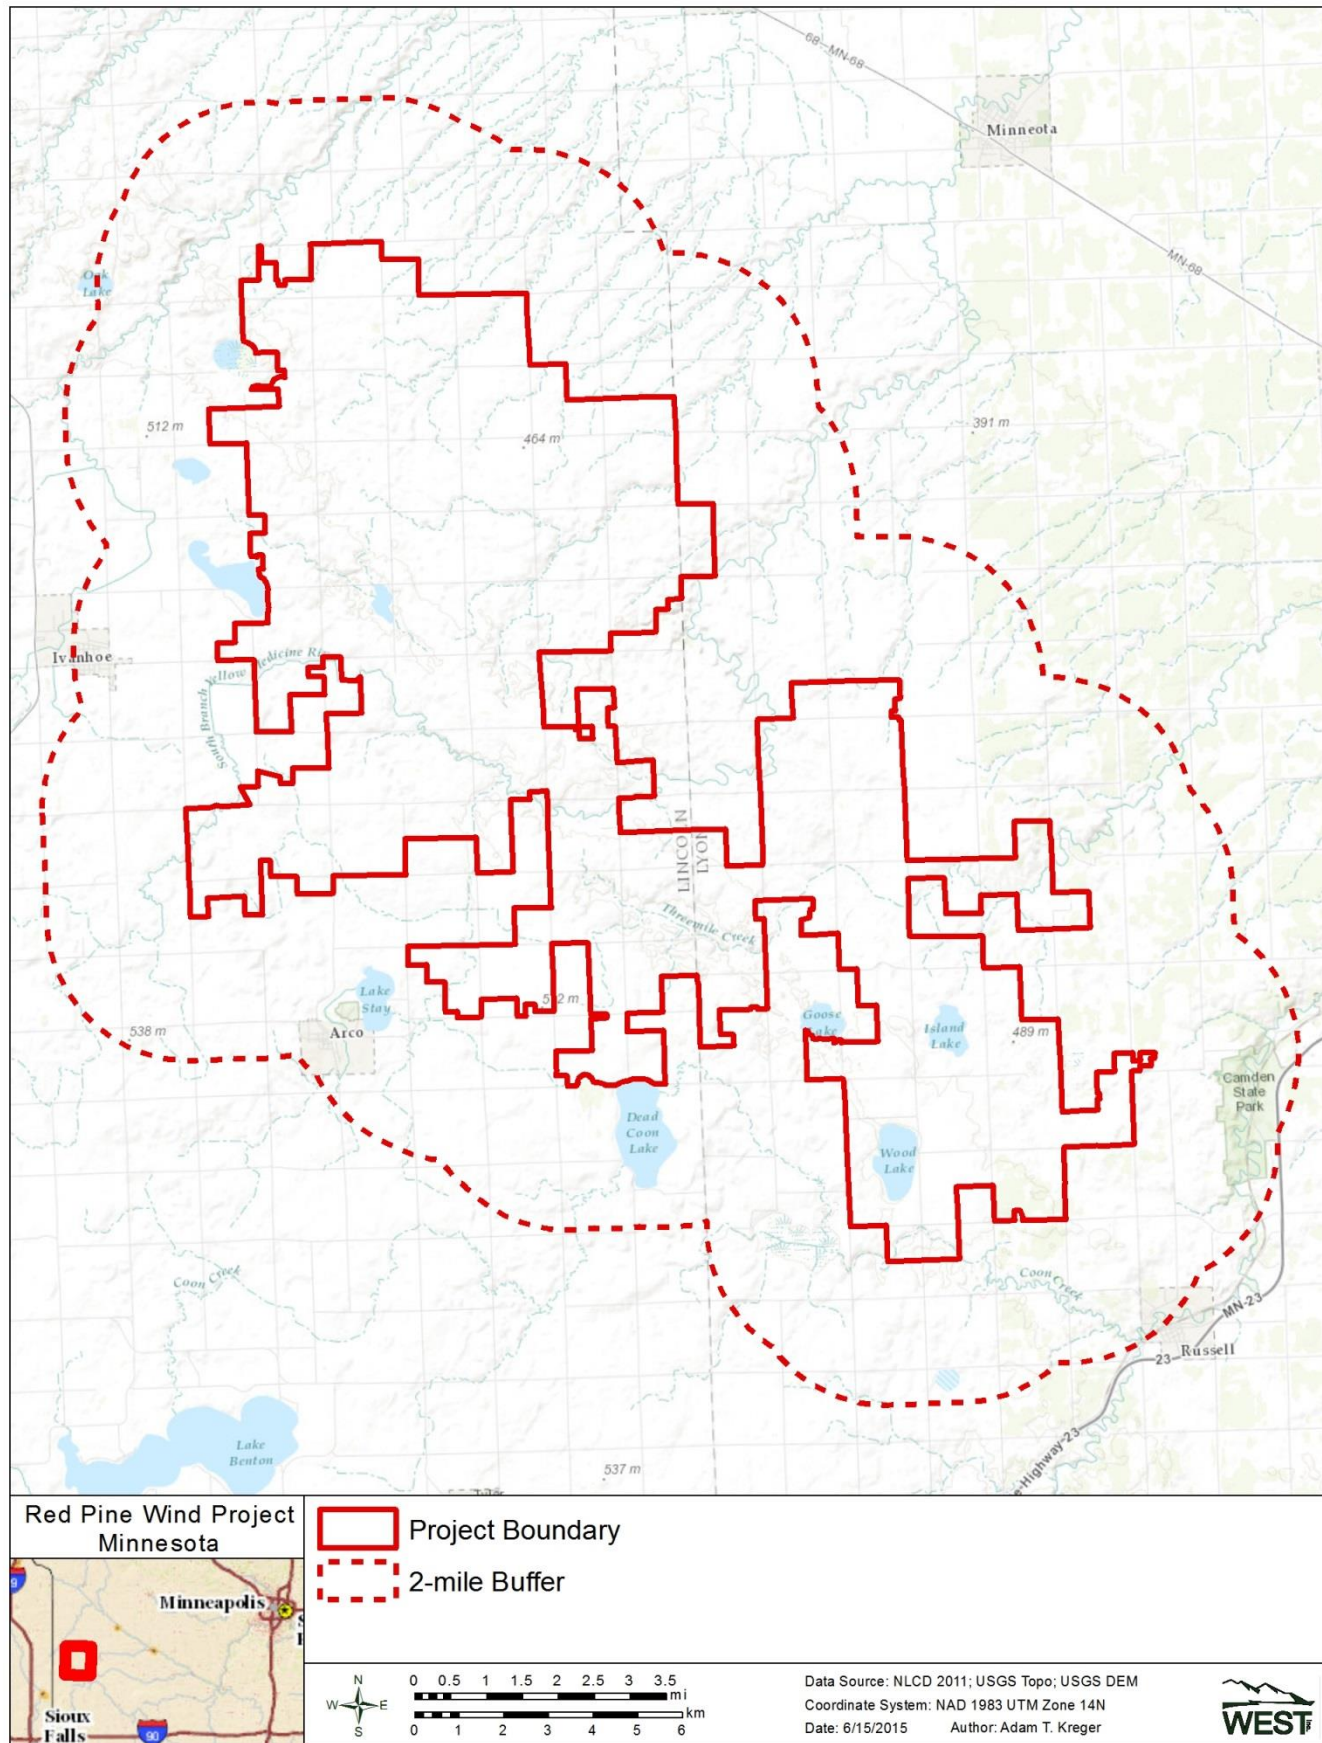 68
MN-68
Minneota
MN-68
Oak
Lake
512 m
464 m
391 m
Ivanhoe
South Branch Yellow Medicine Ri
LINCOLN
LYON
Threemile Creek
Lake
Stay
Arco
538 m
Goose
Lake
Island
Lake
489 m
Camden
State
Park
Dead
Coon
Lake
Wood
Lake
Coon Creek
Coon Creek
MN-23
23
Russell
e-Highway-23
Lake
Benton
537 m
Red Pine Wind Project
Minnesota
Project Boundary
2-mile Buffer
Minneapolis
Sioux
Falls
90
N
W E
S
0 0.5 1 1.5 2 2.5 3 3.5
mi
km
0 1 2 3 4 5 6
Data Source: NLCD 2011; USGS Topo; USGS DEM
Coordinate System: NAD 1983 UTM Zone 14N
Date: 6/15/2015 Author: Adam T. Kreger
WEST
Inc.